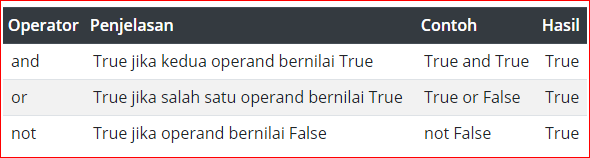 Operator Penjelasan Contoh Hasil
and True jika kedua operand bernilai True True and True True
or True jika salah satu operand bernilai True True or False True
not True jika operand bernilai False not False True